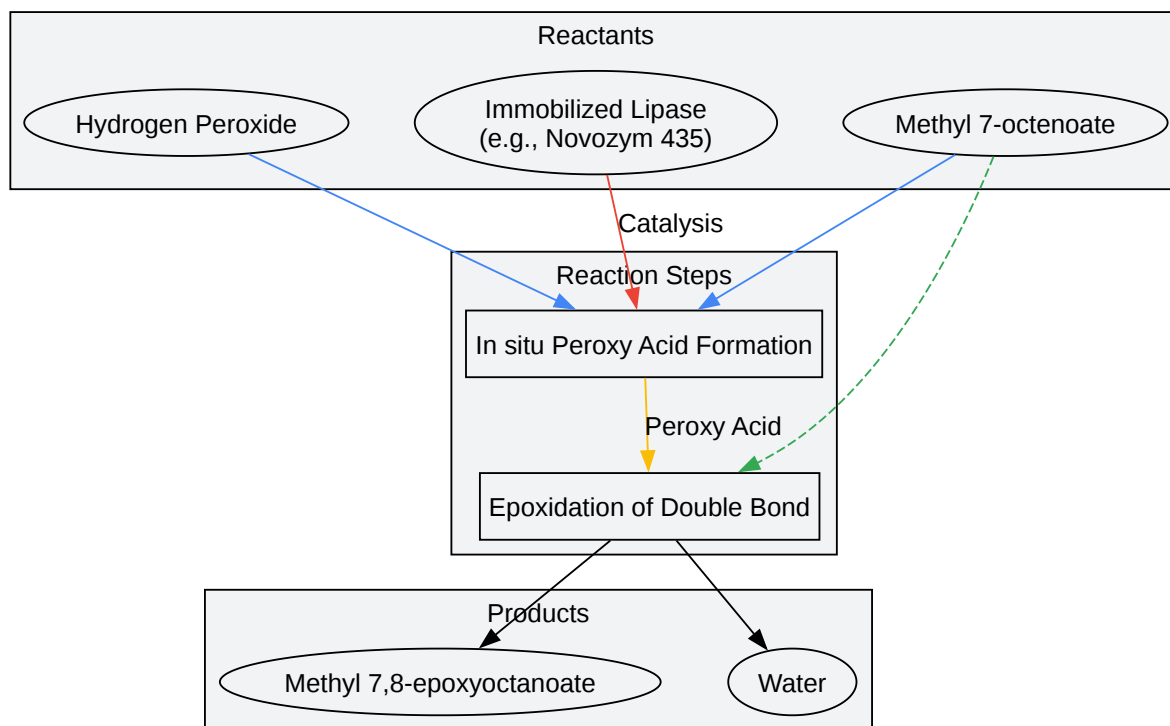 Reactants
Hydrogen Peroxide
Immobilized Lipase
(e.g., Novozym 435)
Methyl 7-octenoate
Catalysis
Reaction Steps
In situ Peroxy Acid Formation
Peroxy Acid
Epoxidation of Double Bond
Products
Methyl 7,8-epoxyoctanoate
Water